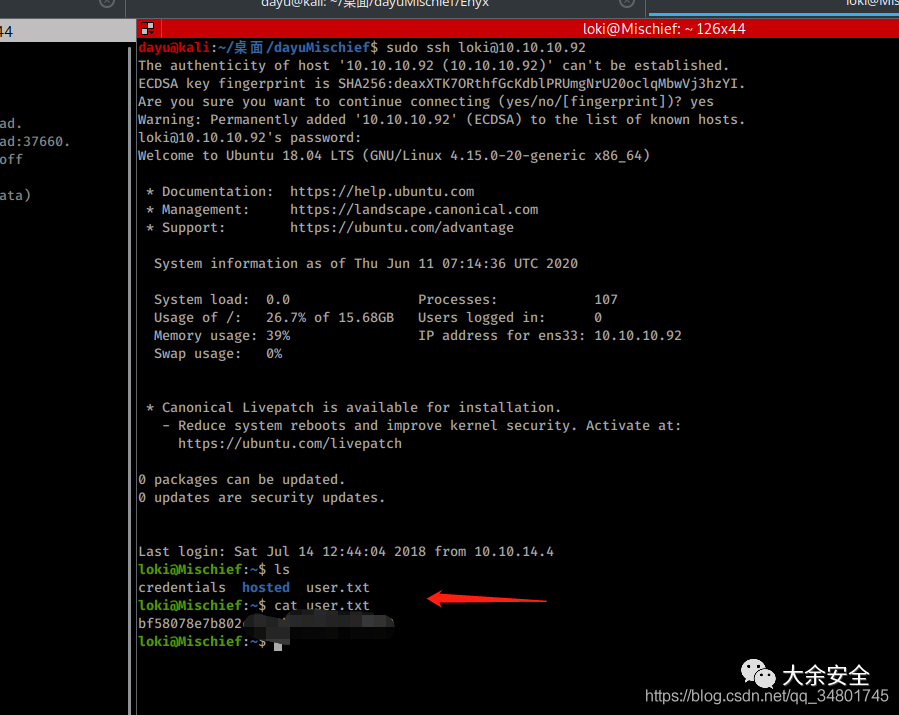 dayu@kali: ~/桌面/dayuMischief/Enyx
loki@Mis
44
loki@Mischief: ~ 126x44
ad.
ad:37660.
off
ata)
dayu@kali:~/桌面/dayuMischief$ sudo ssh loki@10.10.10.92
The authenticity of host '10.10.10.92 (10.10.10.92)' can't be established.
ECDSA key fingerprint is SHA256:deaxXTK7ORthfGcKdblPRUmgNrU20oclqMbwVj3hzYI.
Are you sure you want to continue connecting (yes/no/[fingerprint])? yes
Warning: Permanently added '10.10.10.92' (ECDSA) to the list of known hosts.
loki@10.10.10.92's password:
Welcome to Ubuntu 18.04 LTS (GNU/Linux 4.15.0-20-generic x86_64)
* Documentation:  https://help.ubuntu.com
* Management:     https://landscape.canonical.com
* Support:        https://ubuntu.com/advantage
System information as of Thu Jun 11 07:14:36 UTC 2020
System load:  0.0                Processes:            107
Usage of /:   26.7% of 15.68GB   Users logged in:      0
Memory usage: 39%                IP address for ens33: 10.10.10.92
Swap usage:   0%
* Canonical Livepatch is available for installation.
- Reduce system reboots and improve kernel security. Activate at:
https://ubuntu.com/livepatch
0 packages can be updated.
0 updates are security updates.
Last login: Sat Jul 14 12:44:04 2018 from 10.10.14.4
loki@Mischief:~$ ls
credentials  hosted  user.txt
loki@Mischief:~$ cat user.txt
bf58078e7b802
loki@Mischief:~$
大余安全
https://blog.csdn.net/qq_34801745